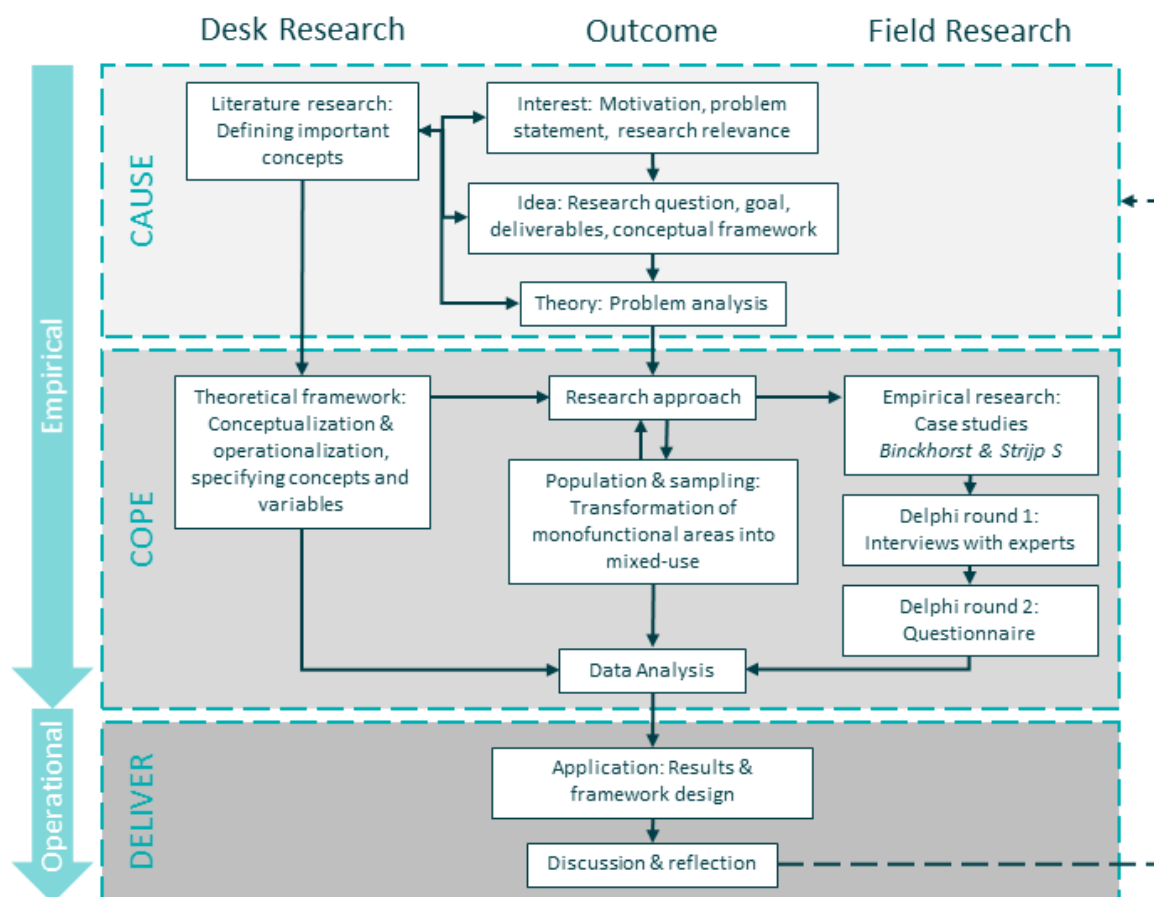 Desk Research
Outcome
Field Research
Empirical
Operational
CAUSE
Literature research:
Defining important
concepts
Interest: Motivation, problem
statement, research relevance
Idea: Research question, goal,
deliverables, conceptual framework
Theory: Problem analysis
COPE
Theoretical framework:
Conceptualization &
operationalization,
specifying concepts and
variables
Research approach
Population & sampling:
Transformation of
monofunctional areas into
mixed-use
Empirical research:
Case studies
Binckhorst & Strijp S
Delphi round 1:
Interviews with experts
Delphi round 2:
Questionnaire
Data Analysis
DELIVER
Application: Results &
framework design
Discussion & reflection